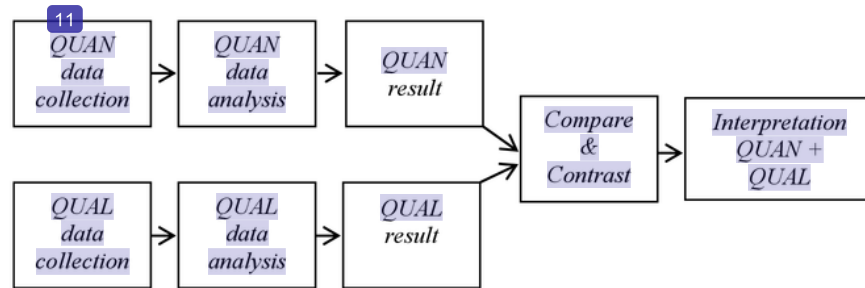 11
QUAN
data
collection
QUAN
data
analysis
QUAN
result
Compare
&
Contrast
Interpretation
QUAN +
QUAL
QUAL
data
collection
QUAL
data
analysis
QUAL
result